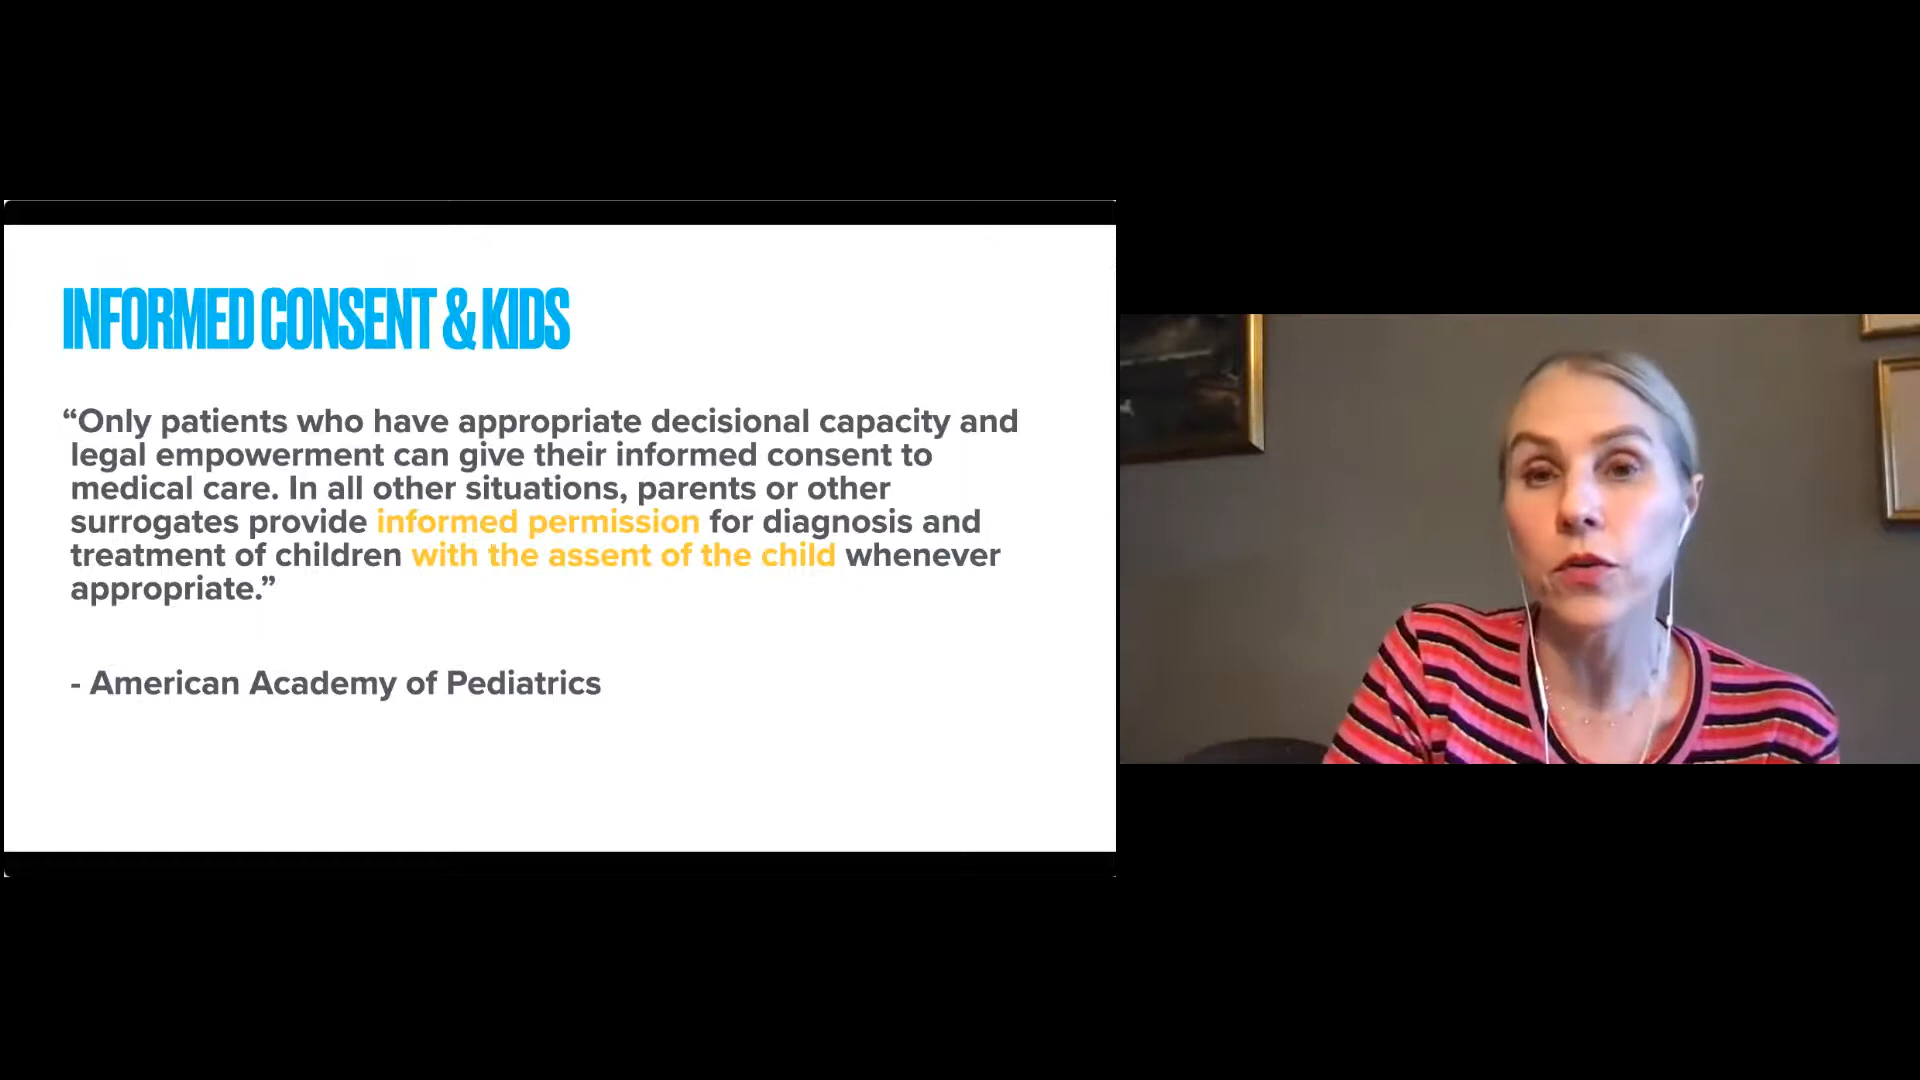 INFORMED CONSENT & KIDS
“Only patients who have appropriate decisional capacity and
legal empowerment can give their informed consent to
medical care. In all other situations, parents or other
surrogates provide informed permission for diagnosis and
treatment of children with the assent of the child whenever
appropriate.”
- American Academy of Pediatrics